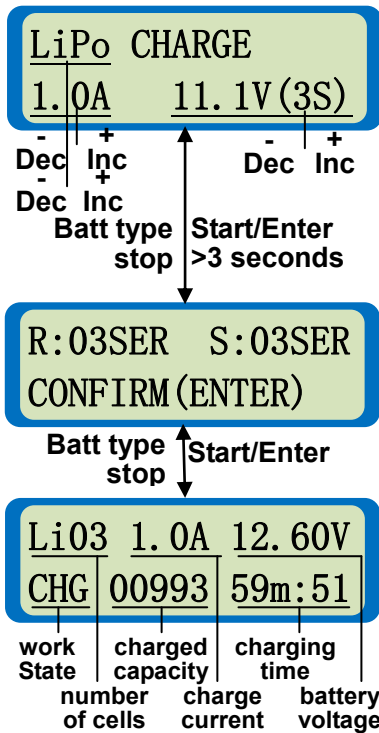 LiPo CHARGE
1.0A 11.1V(3S)
- + - +
Dec Inc Dec Inc
- +
Dec Inc
Batt type Start/Enter
stop >3 seconds
R:03SER S:03SER
CONFIRM(ENTER)
Batt type Start/Enter
stop
Li03 1.0A 12.60V
CHG 00993 59m:51
work charged charging
State capacity time
number charge battery
of cells current voltage